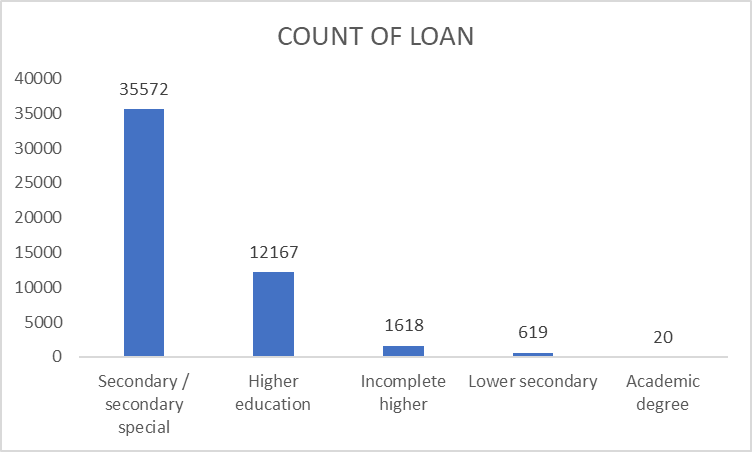 COUNT OF LOAN
40000
35000
30000
25000
20000
15000
10000
5000
0
35572
12167
1618
619
20
Secondary /
secondary
special
Higher
education
Incomplete
higher
Lower secondary
Academic
degree